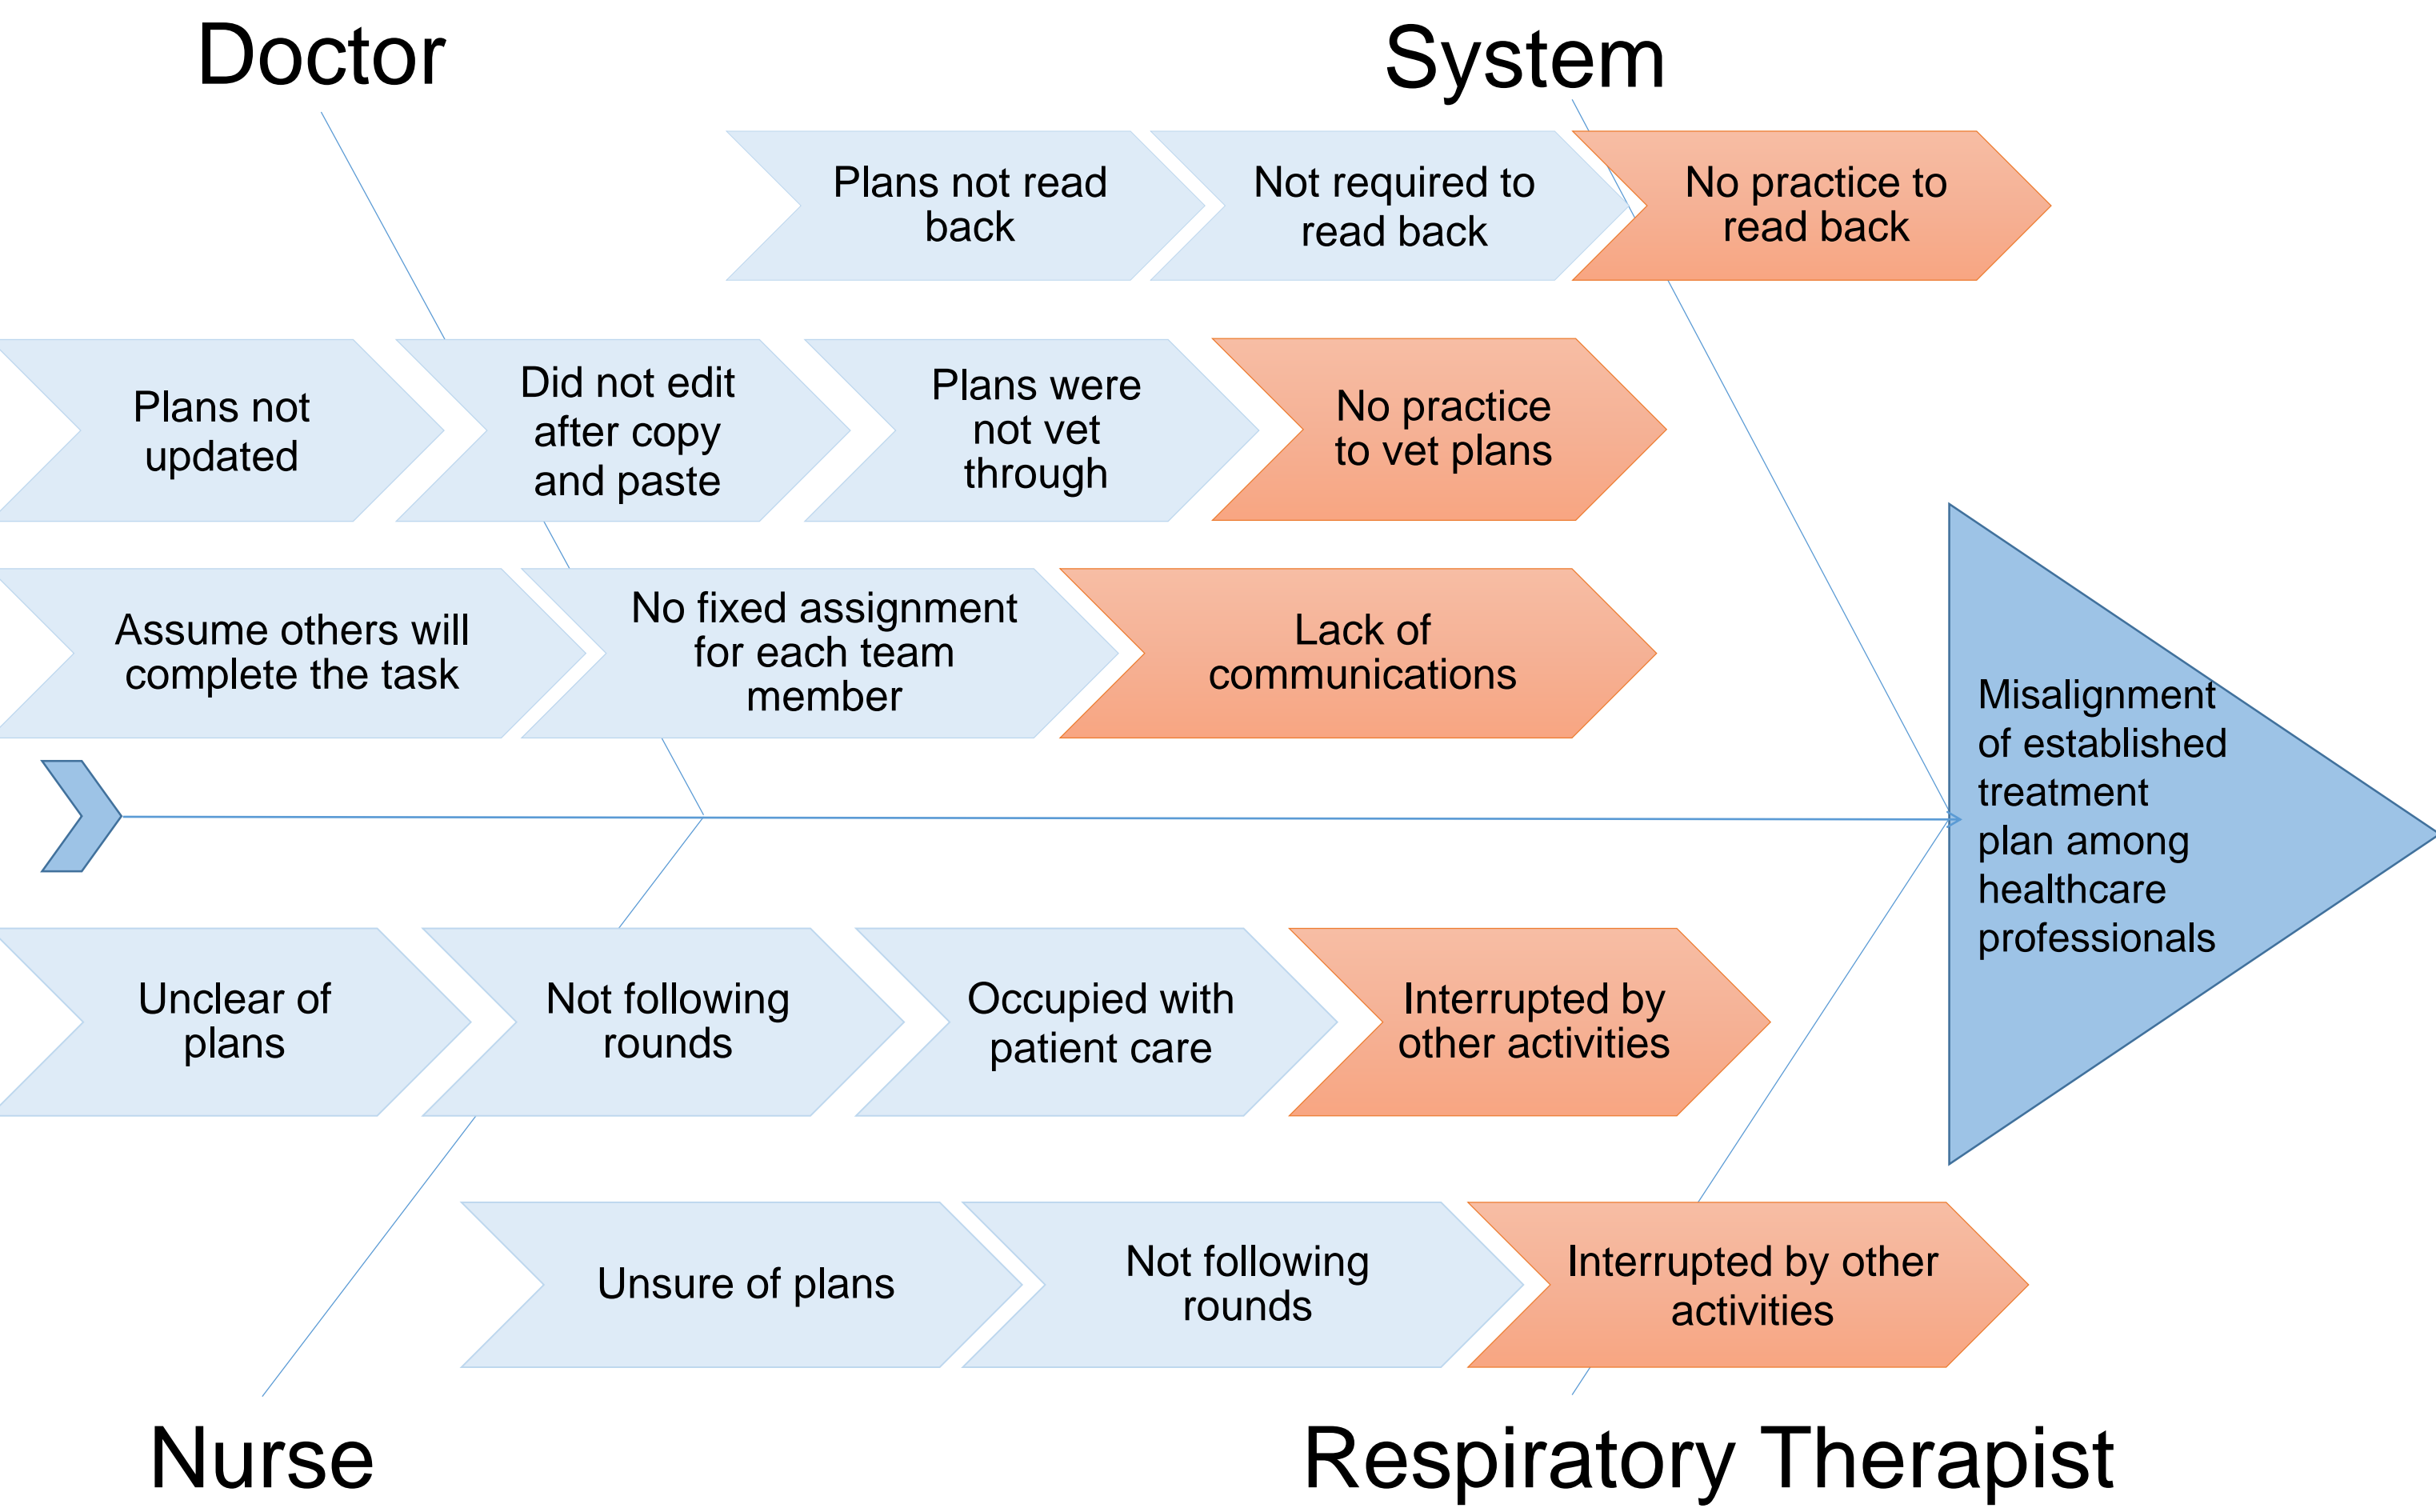 Doctor
System
Plans not read
back
Not required to
read back
No practice to
read back
Plans not
updated
Did not edit
after copy
and paste
Plans were
not vet
through
No practice
to vet plans
Assume others will
complete the task
No fixed assignment
for each team
member
Lack of
communications
Misalignment
of established
treatment
plan among
healthcare
professionals
Unclear of
plans
Not following
rounds
Occupied with
patient care
Interrupted by
other activities
Unsure of plans
Not following
rounds
Interrupted by other
activities
Nurse
Respiratory Therapist